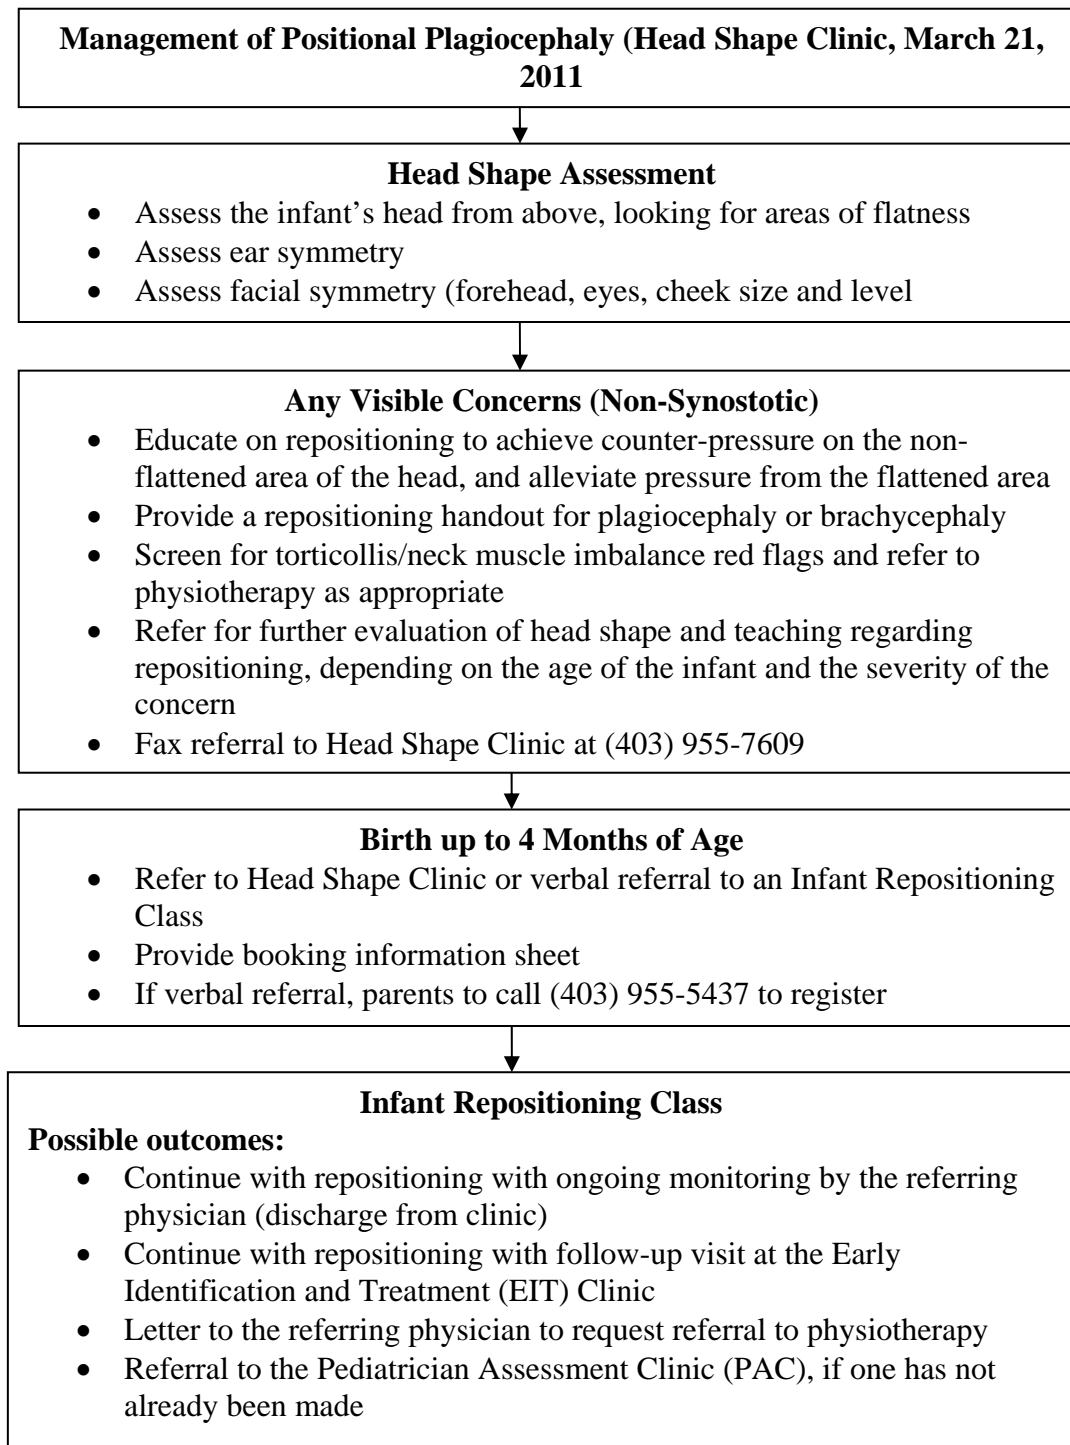 Management of Positional Plagiocephaly (Head Shape Clinic, March 21,
2011
Head Shape Assessment
• Assess the infant’s head from above, looking for areas of flatness
• Assess ear symmetry
• Assess facial symmetry (forehead, eyes, cheek size and level
Any Visible Concerns (Non-Synostotic)
• Educate on repositioning to achieve counter-pressure on the non-
flattened area of the head, and alleviate pressure from the flattened area
• Provide a repositioning handout for plagiocephaly or brachycephaly
• Screen for torticollis/neck muscle imbalance red flags and refer to
physiotherapy as appropriate
• Refer for further evaluation of head shape and teaching regarding
repositioning, depending on the age of the infant and the severity of the
concern
• Fax referral to Head Shape Clinic at (403) 955-7609
Birth up to 4 Months of Age
• Refer to Head Shape Clinic or verbal referral to an Infant Repositioning
Class
• Provide booking information sheet
• If verbal referral, parents to call (403) 955-5437 to register
Infant Repositioning Class
Possible outcomes:
• Continue with repositioning with ongoing monitoring by the referring
physician (discharge from clinic)
• Continue with repositioning with follow-up visit at the Early
Identification and Treatment (EIT) Clinic
• Letter to the referring physician to request referral to physiotherapy
• Referral to the Pediatrician Assessment Clinic (PAC), if one has not
already been made